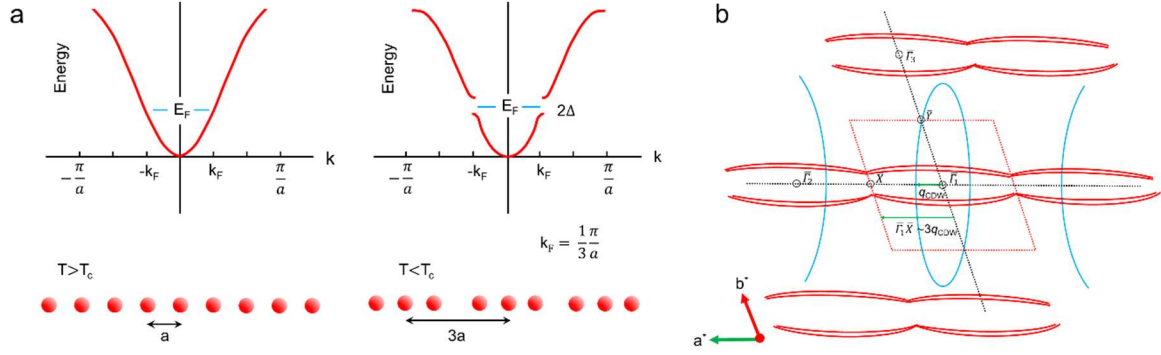 a
Energy
E_F
-π/a
-k_F
k_F
π/a
k
Energy
E_F
2Δ
-π/a
-k_F
k_F
π/a
k
k_F = 1/3 π/a
T>T_c
a
T<T_c
3a
b
Γ̅₃
Y̅
Γ̅₂
X̅
Γ̅₁
q_CDW
Γ̅₁X̅ ~3q_CDW
b*
a*